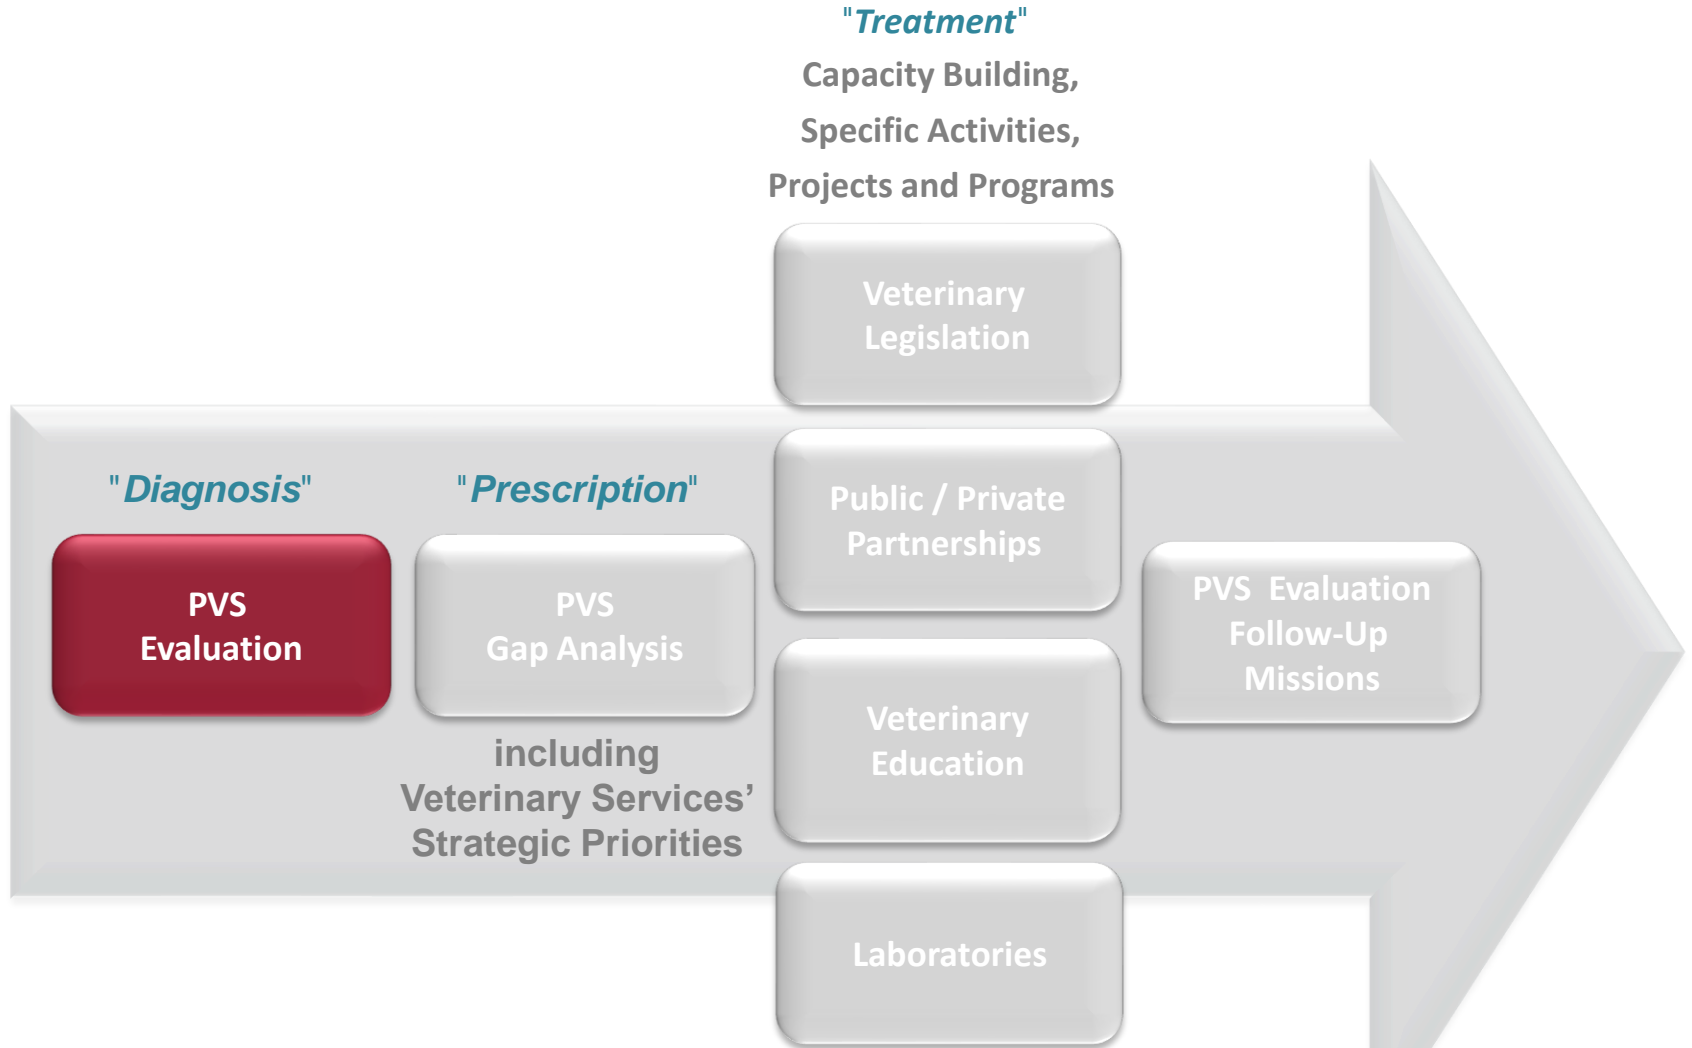 "Treatment"
Capacity Building,
Specific Activities,
Projects and Programs
Veterinary
Legislation
"Diagnosis"
PVS
Evaluation
"Prescription"
PVS
Gap Analysis
including
Veterinary Services’
Strategic Priorities
Public / Private
Partnerships
Veterinary
Education
Laboratories
PVS  Evaluation
Follow-Up
Missions